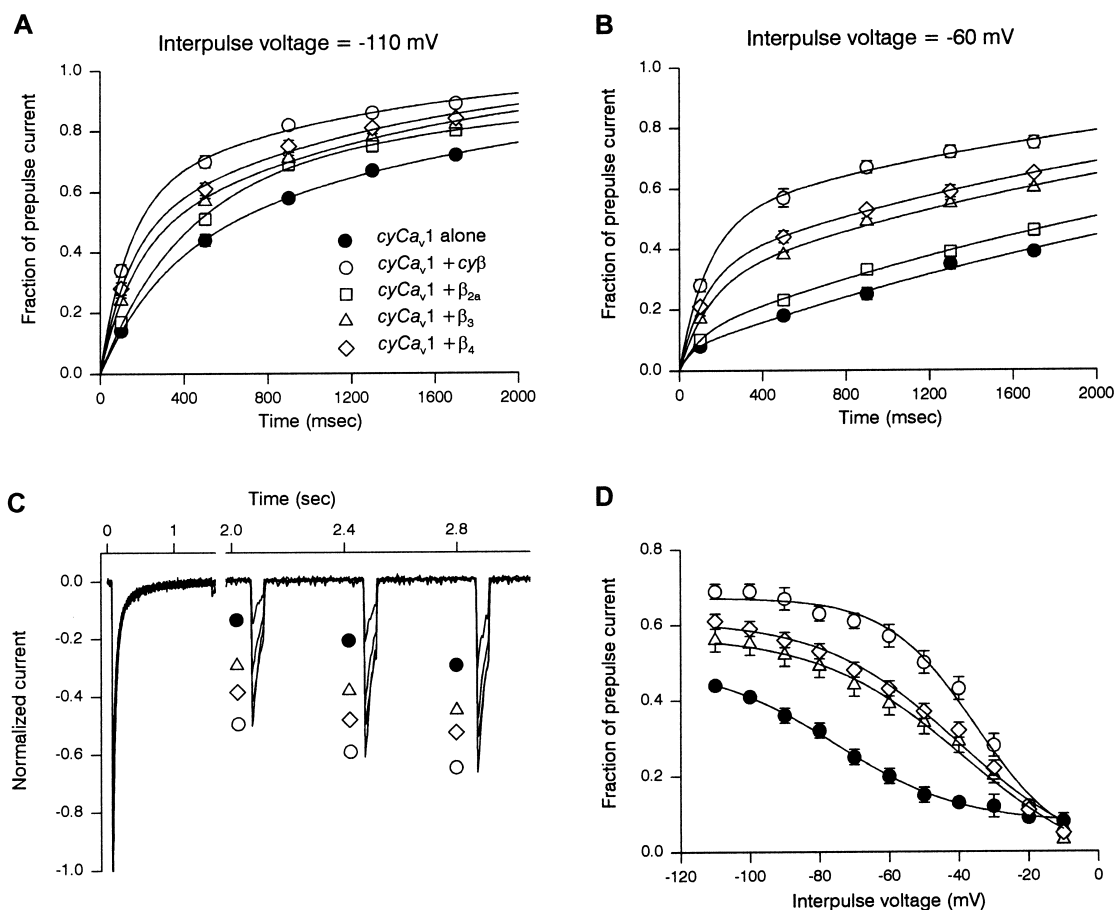 A
Interpulse voltage = -110 mV
Fraction of prepulse current
1.0
0.8
0.6
0.4
0.2
0.0
0
400
800
1200
1600
2000
Time (msec)
cyCav1 alone
cyCav1 + cyβ
cyCav1 + β2a
cyCav1 + β3
cyCav1 + β4
B
Interpulse voltage = -60 mV
Fraction of prepulse current
1.0
0.8
0.6
0.4
0.2
0.0
0
400
800
1200
1600
2000
Time (msec)
C
Time (sec)
0
1
2.0
2.4
2.8
Normalized current
0.0
-0.2
-0.4
-0.6
-0.8
-1.0
D
Fraction of prepulse current
0.8
0.6
0.4
0.2
0.0
-120
-100
-80
-60
-40
-20
0
Interpulse voltage (mV)